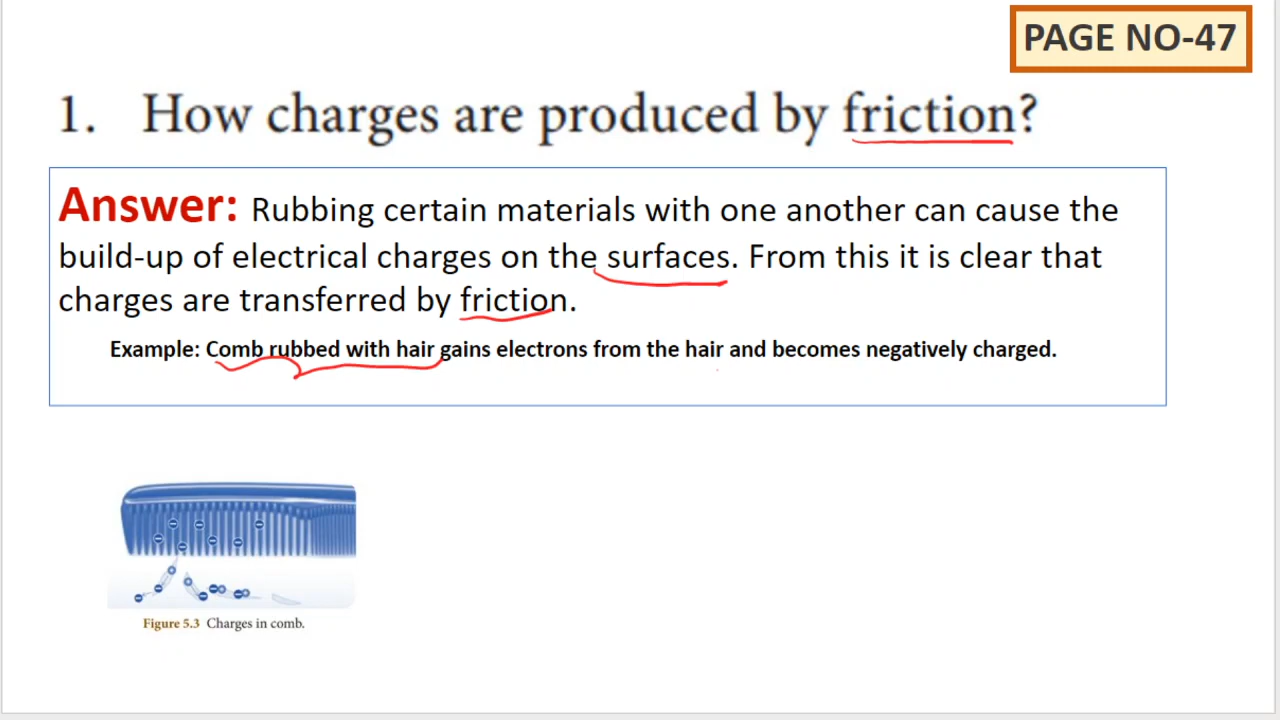 PAGE NO-47
1. How charges are produced by friction?
Answer: Rubbing certain materials with one another can cause the
build-up of electrical charges on the surfaces. From this it is clear that
charges are transferred by friction.
Example: Comb rubbed with hair gains electrons from the hair and becomes negatively charged.
Figure 5.3 Charges in comb.